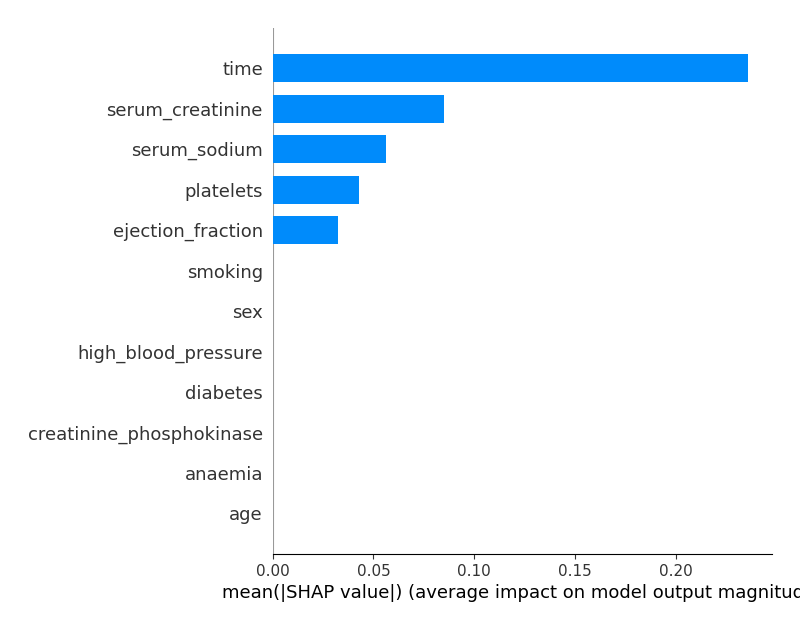 time
serum_creatinine
serum_sodium
platelets
ejection_fraction
smoking
sex
high_blood_pressure
diabetes
creatinine_phosphokinase
anaemia
age
0.00 0.05 0.10 0.15 0.20
mean(|SHAP value|) (average impact on model output magnitud